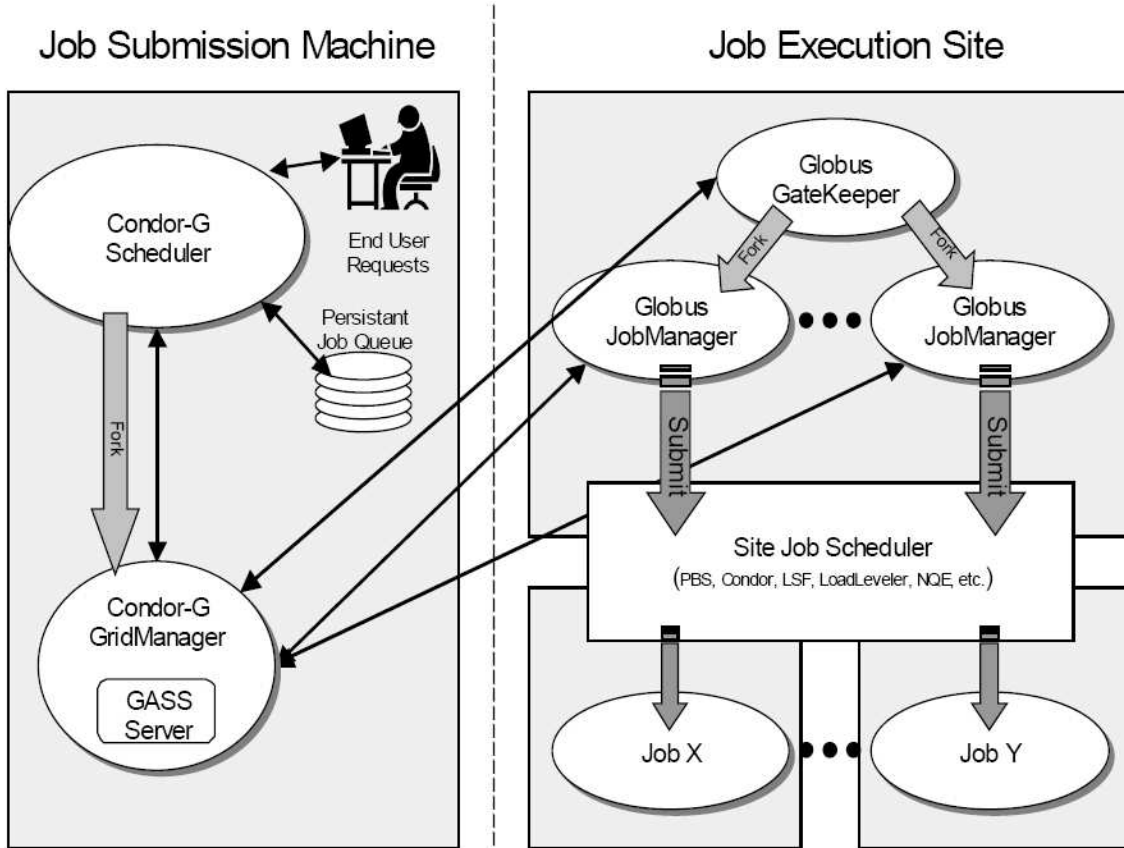 Job Submission Machine
Job Execution Site
Condor-G
Scheduler
End User
Requests
Persistant
Job Queue
Fork
Condor-G
GridManager
GASS
Server
Globus
GateKeeper
Fork
Fork
Globus
JobManager
Globus
JobManager
Submit
Submit
Site Job Scheduler
(PBS, Condor, LSF, LoadLeveler, NQE, etc.)
Job X
Job Y